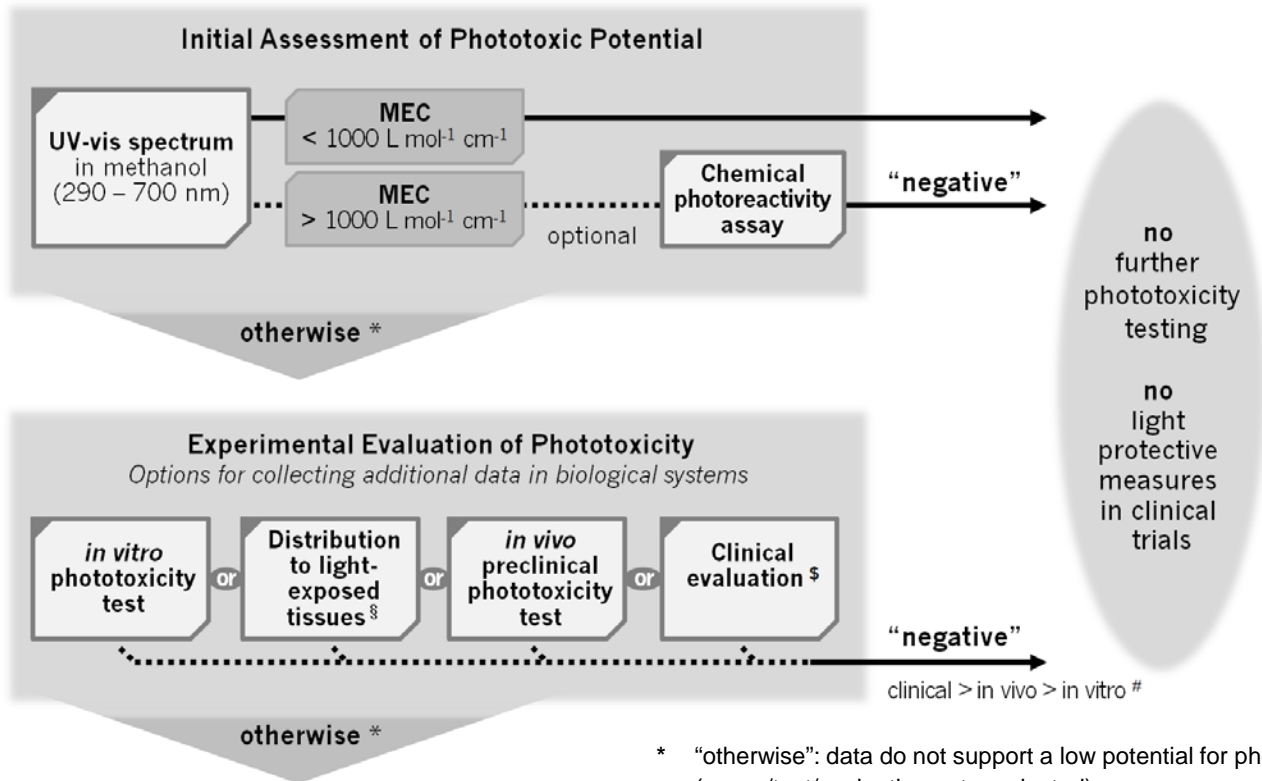 Initial Assessment of Phototoxic Potential
UV-vis spectrum
in methanol
(290 – 700 nm)
MEC
< 1000 L mol-1 cm-1
MEC
> 1000 L mol-1 cm-1
optional
Chemical
photoreactivity
assay
“negative”
otherwise *
no
further
phototoxicity
testing
no
light
protective
measures
in clinical
trials
Experimental Evaluation of Phototoxicity
Options for collecting additional data in biological systems
in vitro
phototoxicity
test
or
Distribution
to light-
exposed
tissues §
or
in vivo
preclinical
phototoxicity
test
or
Clinical
evaluation $
“negative”
clinical > in vivo > in vitro #
otherwise *
* “otherwise”: data do not support a low potential for